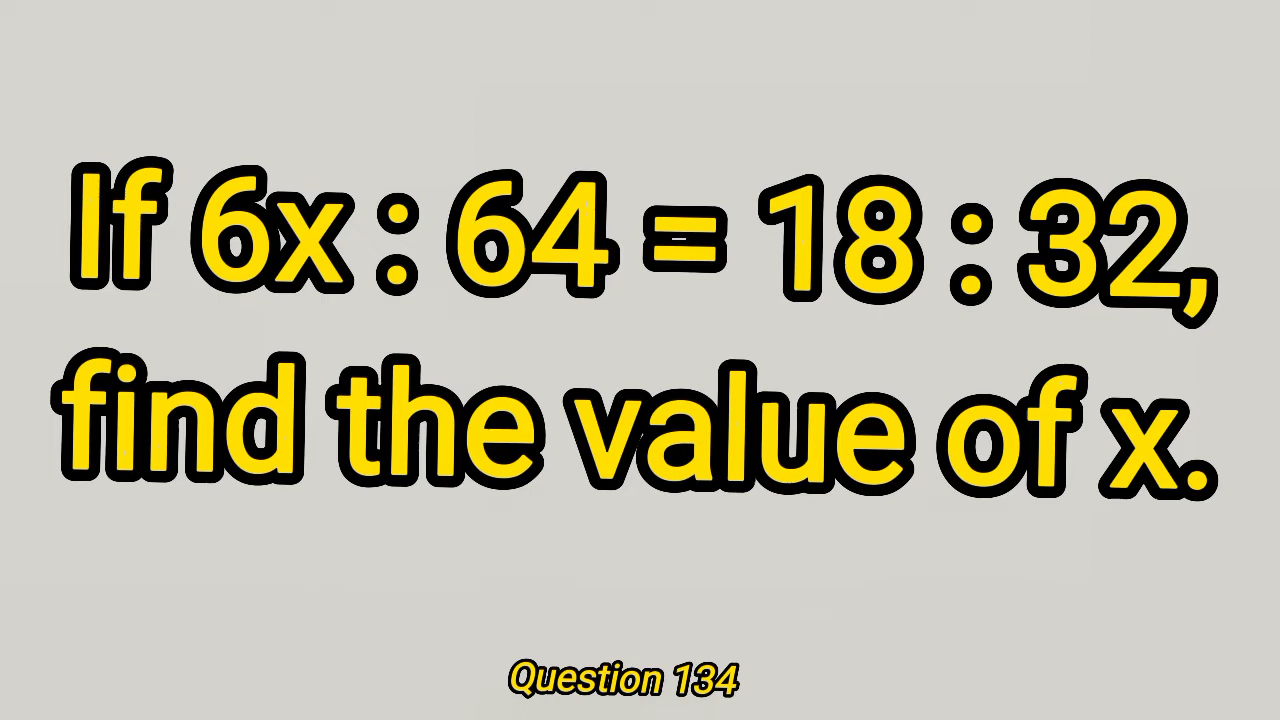 If 6x : 64 = 18 : 32,
find the value of x.
Question 134